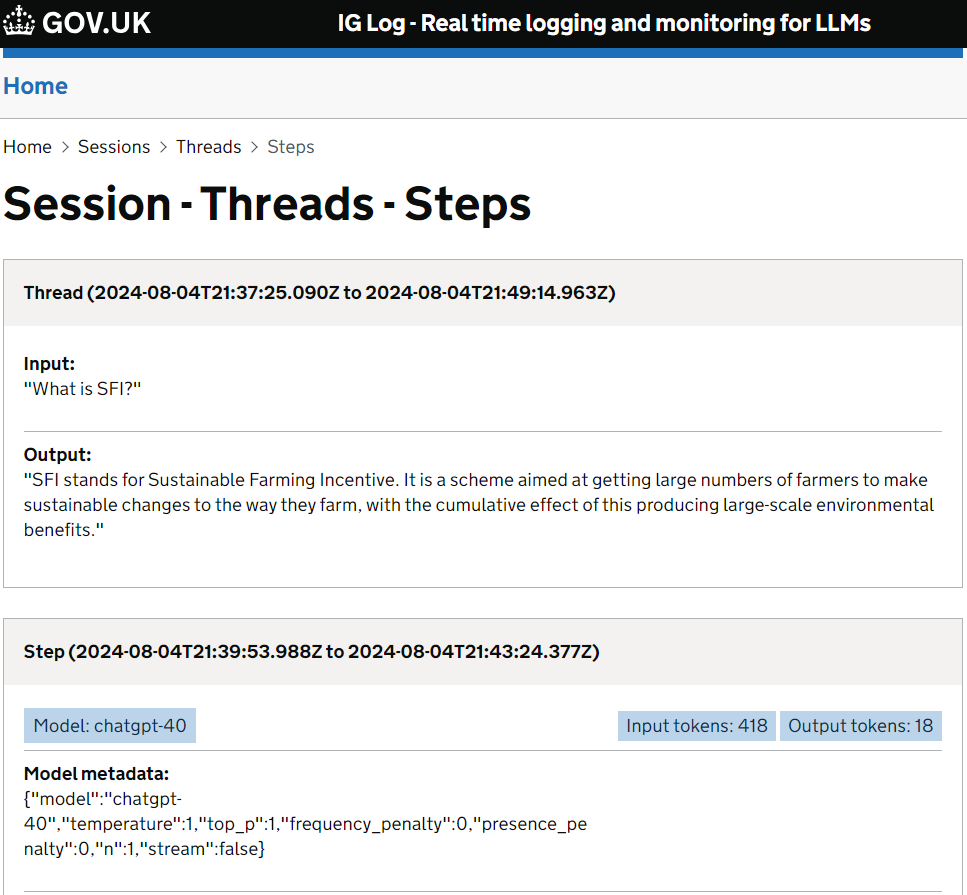 GOV.UK
IG Log - Real time logging and monitoring for LLMs
Home
Home > Sessions > Threads > Steps
Session - Threads - Steps
Thread (2024-08-04T21:37:25.090Z to 2024-08-04T21:49:14.963Z)
Input:
"What is SFI?"
Output:
"SFI stands for Sustainable Farming Incentive. It is a scheme aimed at getting large numbers of farmers to make
sustainable changes to the way they farm, with the cumulative effect of this producing large-scale environmental
benefits."
Step (2024-08-04T21:39:53.988Z to 2024-08-04T21:43:24.377Z)
Model: chatgpt-40 Input tokens: 418 Output tokens: 18
Model metadata:
{"model":"chatgpt-
40","temperature":1,"top_p":1,"frequency_penalty":0,"presence_pe
nalty":0,"n":1,"stream":false}